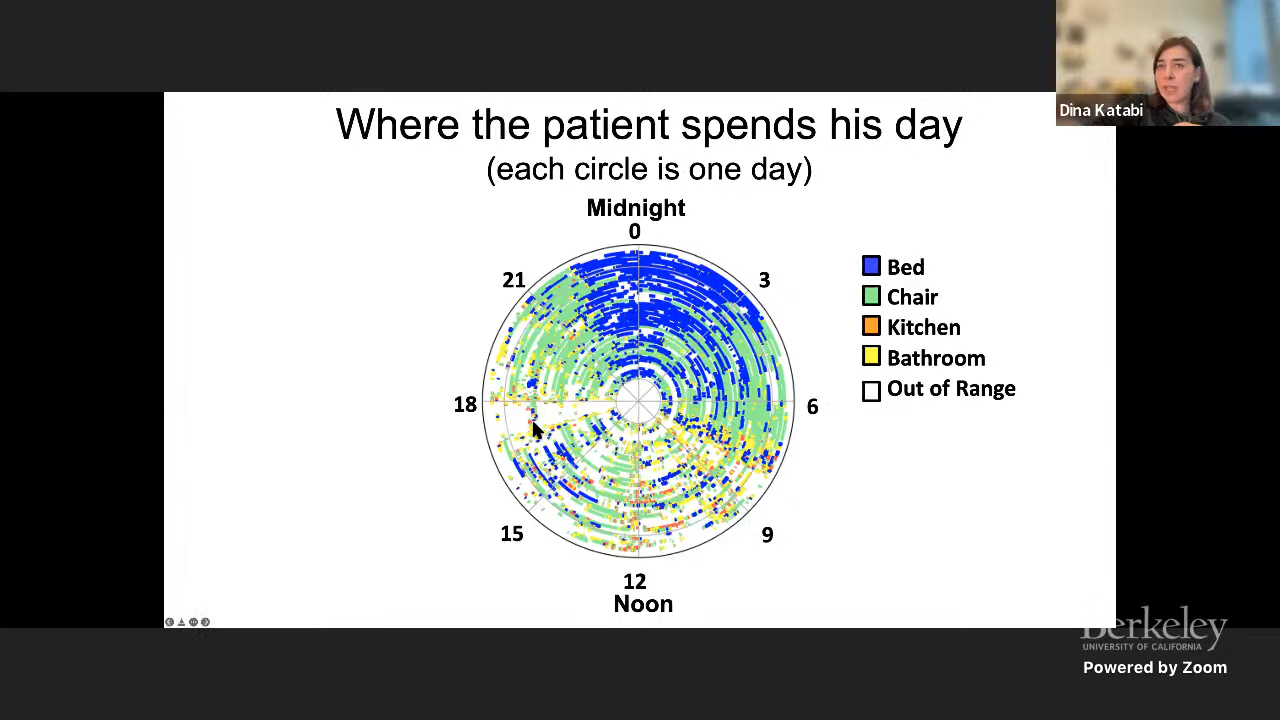 Dina Katabi
Where the patient spends his day
(each circle is one day)
Midnight
0
21
3
18
6
15
9
12
Noon
Bed
Chair
Kitchen
Bathroom
Out of Range
Berkeley
UNIVERSITY OF CALIFORNIA
Powered by Zoom